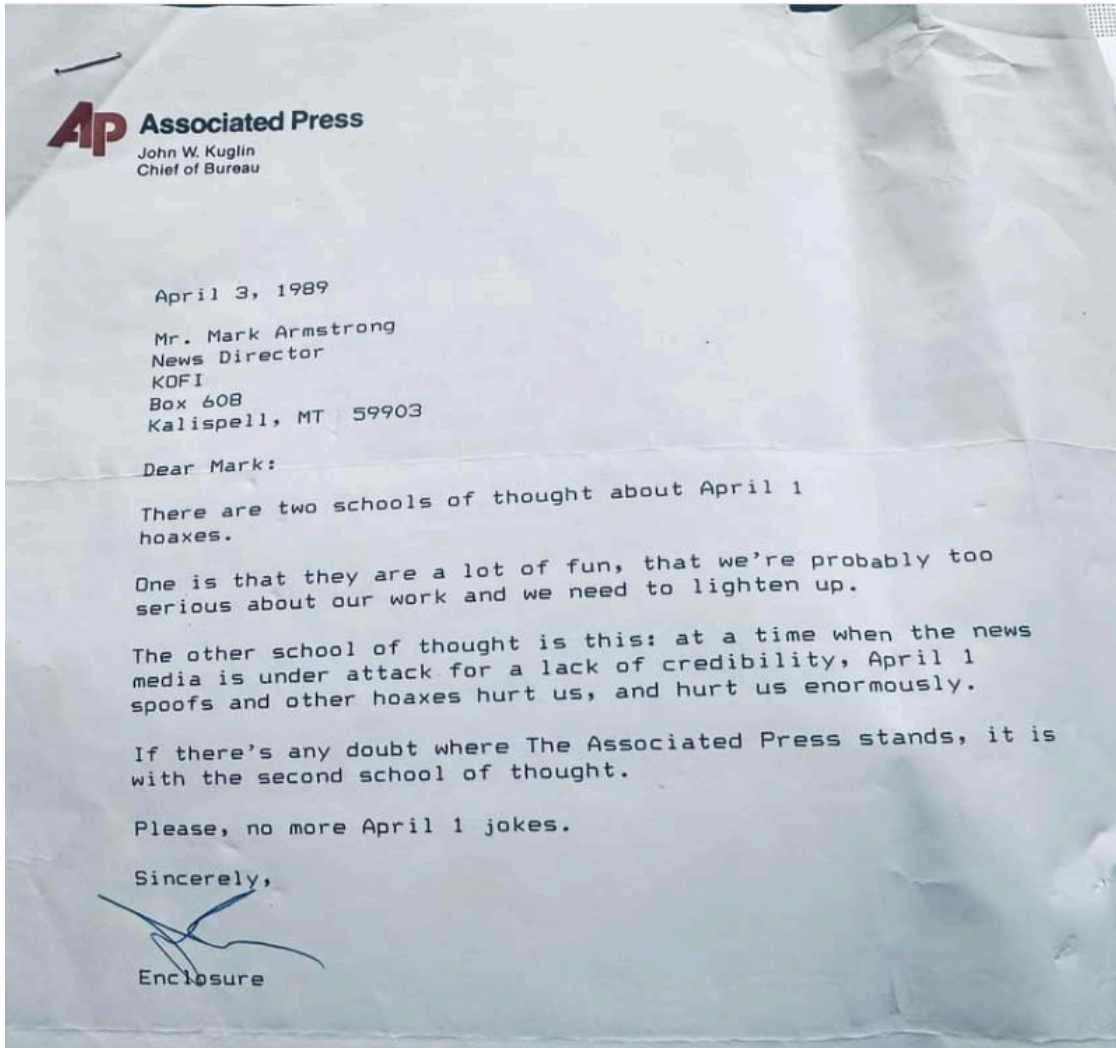 AP Associated Press
John W. Kuglin
Chief of Bureau
April 3, 1989
Mr. Mark Armstrong
News Director
KOFI
Box 608
Kalispell, MT 59903
Dear Mark:
There are two schools of thought about April 1
hoaxes.
One is that they are a lot of fun, that we're probably too
serious about our work and we need to lighten up.
The other school of thought is this: at a time when the news
media is under attack for a lack of credibility, April 1
spoofs and other hoaxes hurt us, and hurt us enormously.
If there's any doubt where The Associated Press stands, it is
with the second school of thought.
Please, no more April 1 jokes.
Sincerely,
Enclosure